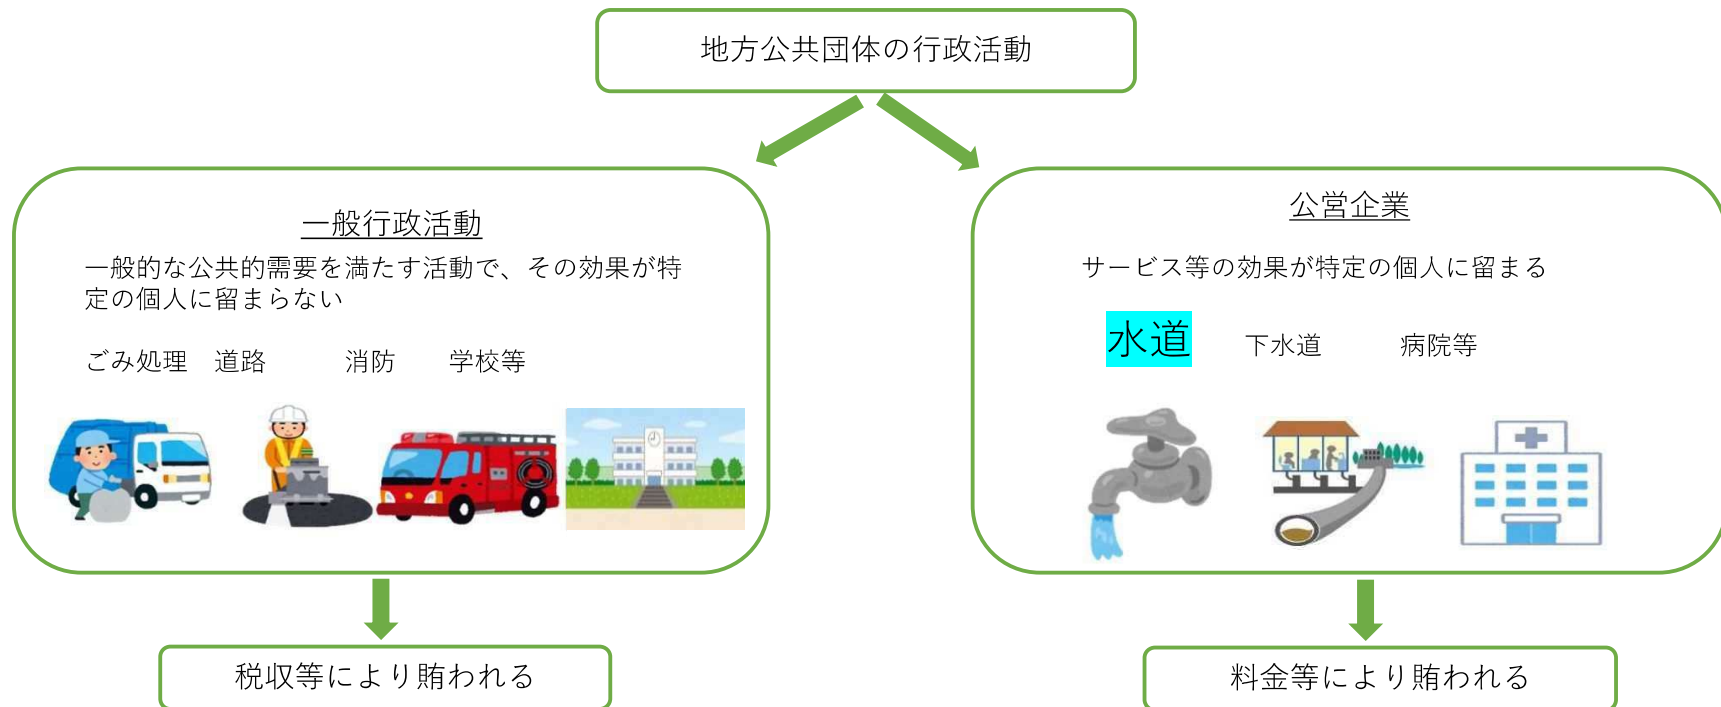 地方公共団体の行政活動
一般行政活動
一般的な公共的需要を満たす活動で、その効果が特
定の個人に留まらない
ごみ処理 道路 消防 学校等
税収等により賄われる
公営企業
サービス等の効果が特定の個人に留まる
水道 下水道 病院等
料金等により賄われる